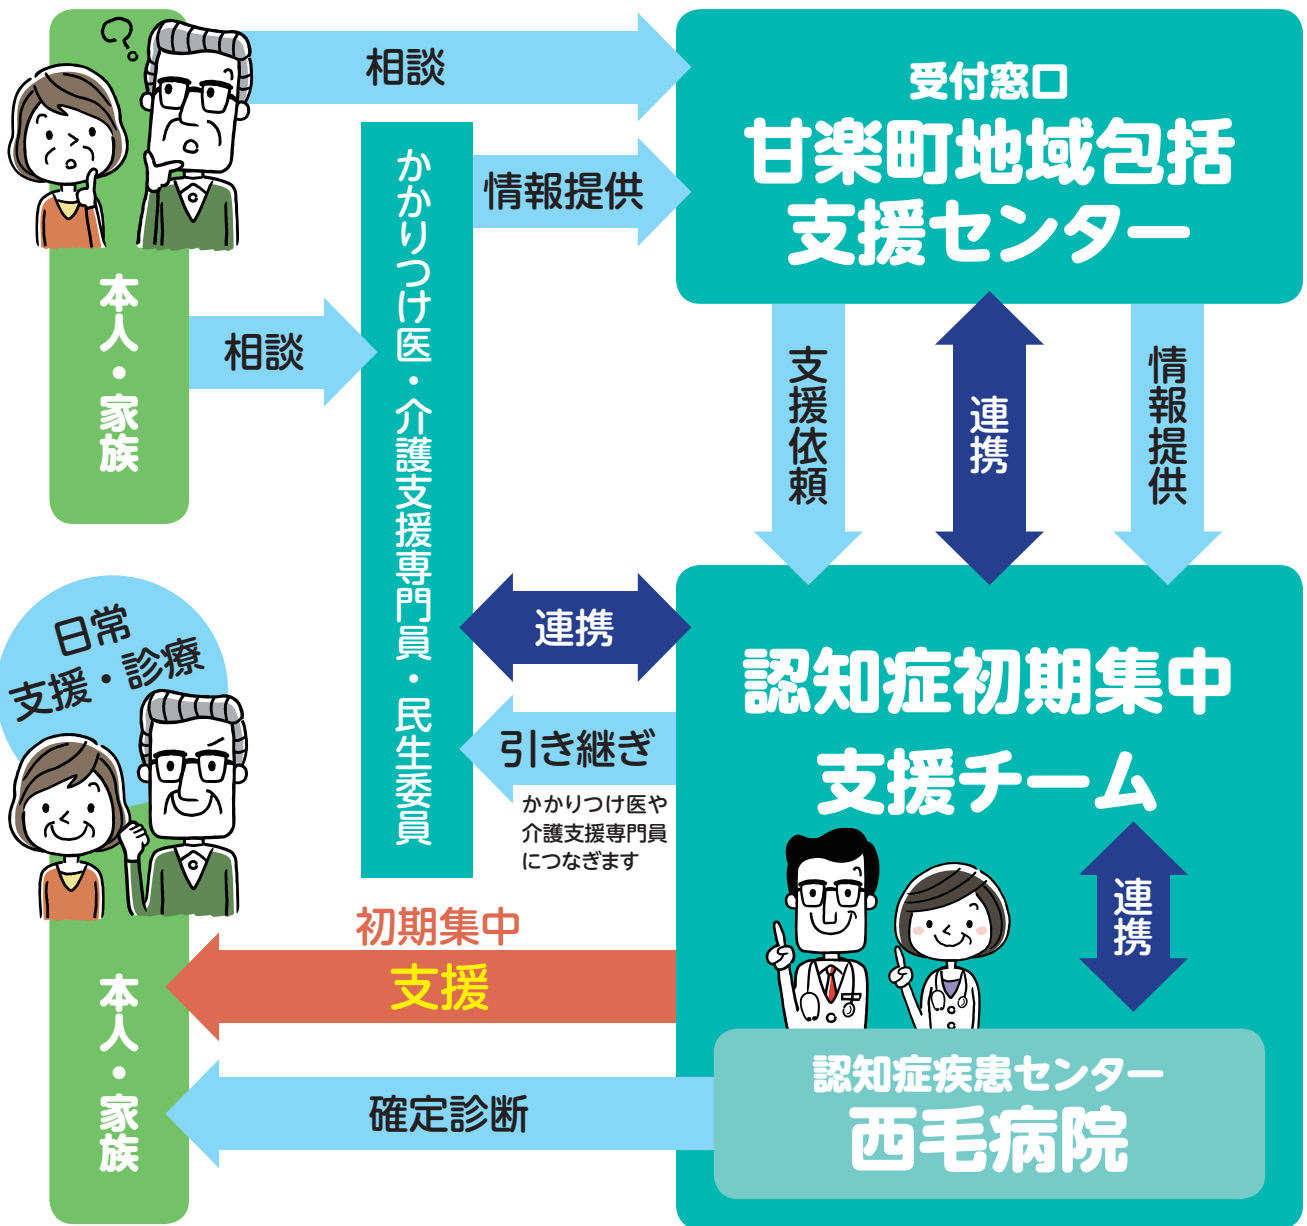 相談
受付窓口
甘楽町地域包括
支援センター
情報提供
本人・家族
相談
かかりつけ医・介護支援専門員・民生委員
支援依頼
連携
情報提供
日常
支援・診療
連携
引き継ぎ
かかりつけ医や
介護支援専門員
につなぎます
認知症初期集中
支援チーム
連携
初期集中
支援
本人・家族
確定診断
認知症疾患センター
西毛病院